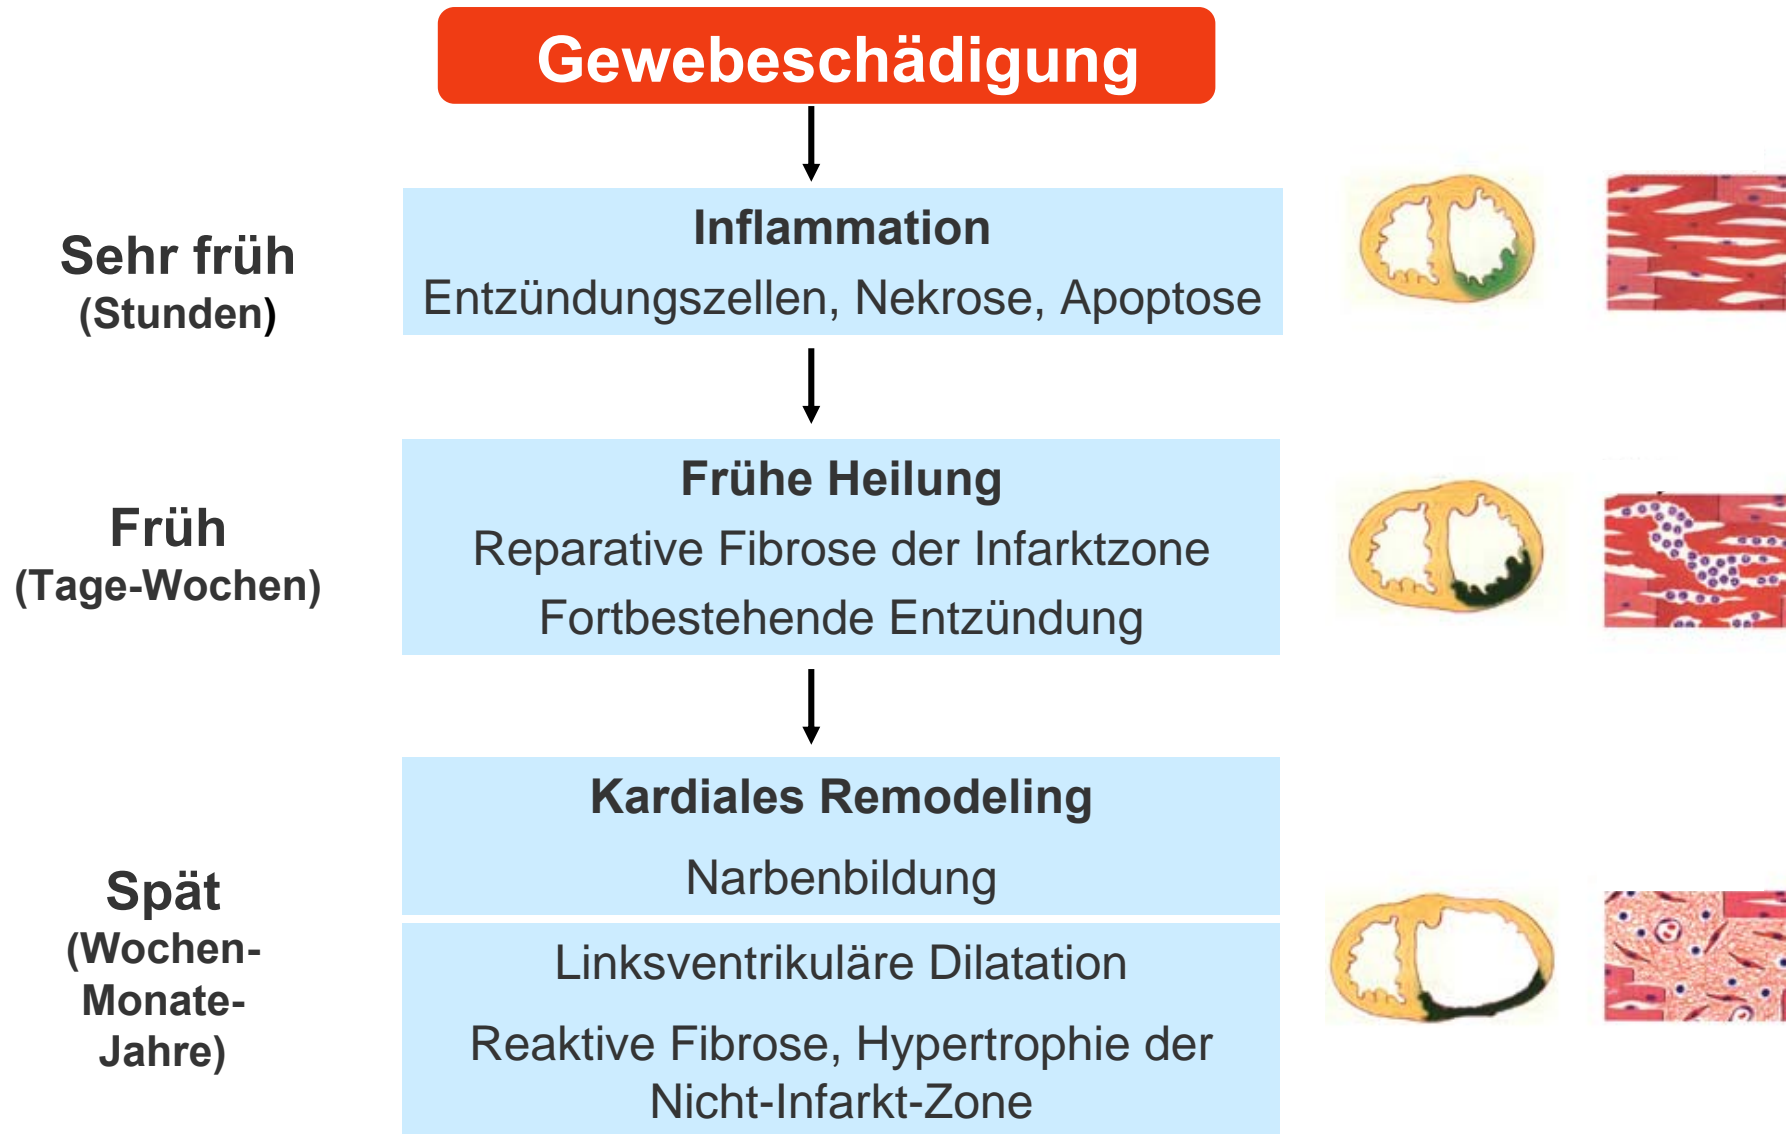 Gewebeschädigung
Sehr früh
(Stunden)
Inflammation
Entzündungszellen, Nekrose, Apoptose
Früh
(Tage-Wochen)
Frühe Heilung
Reparative Fibrose der Infarktzone
Fortbestehende Entzündung
Spät
(Wochen-
Monate-
Jahre)
Kardiales Remodeling
Narbenbildung
Linksventrikuläre Dilatation
Reaktive Fibrose, Hypertrophie der
Nicht-Infarkt-Zone